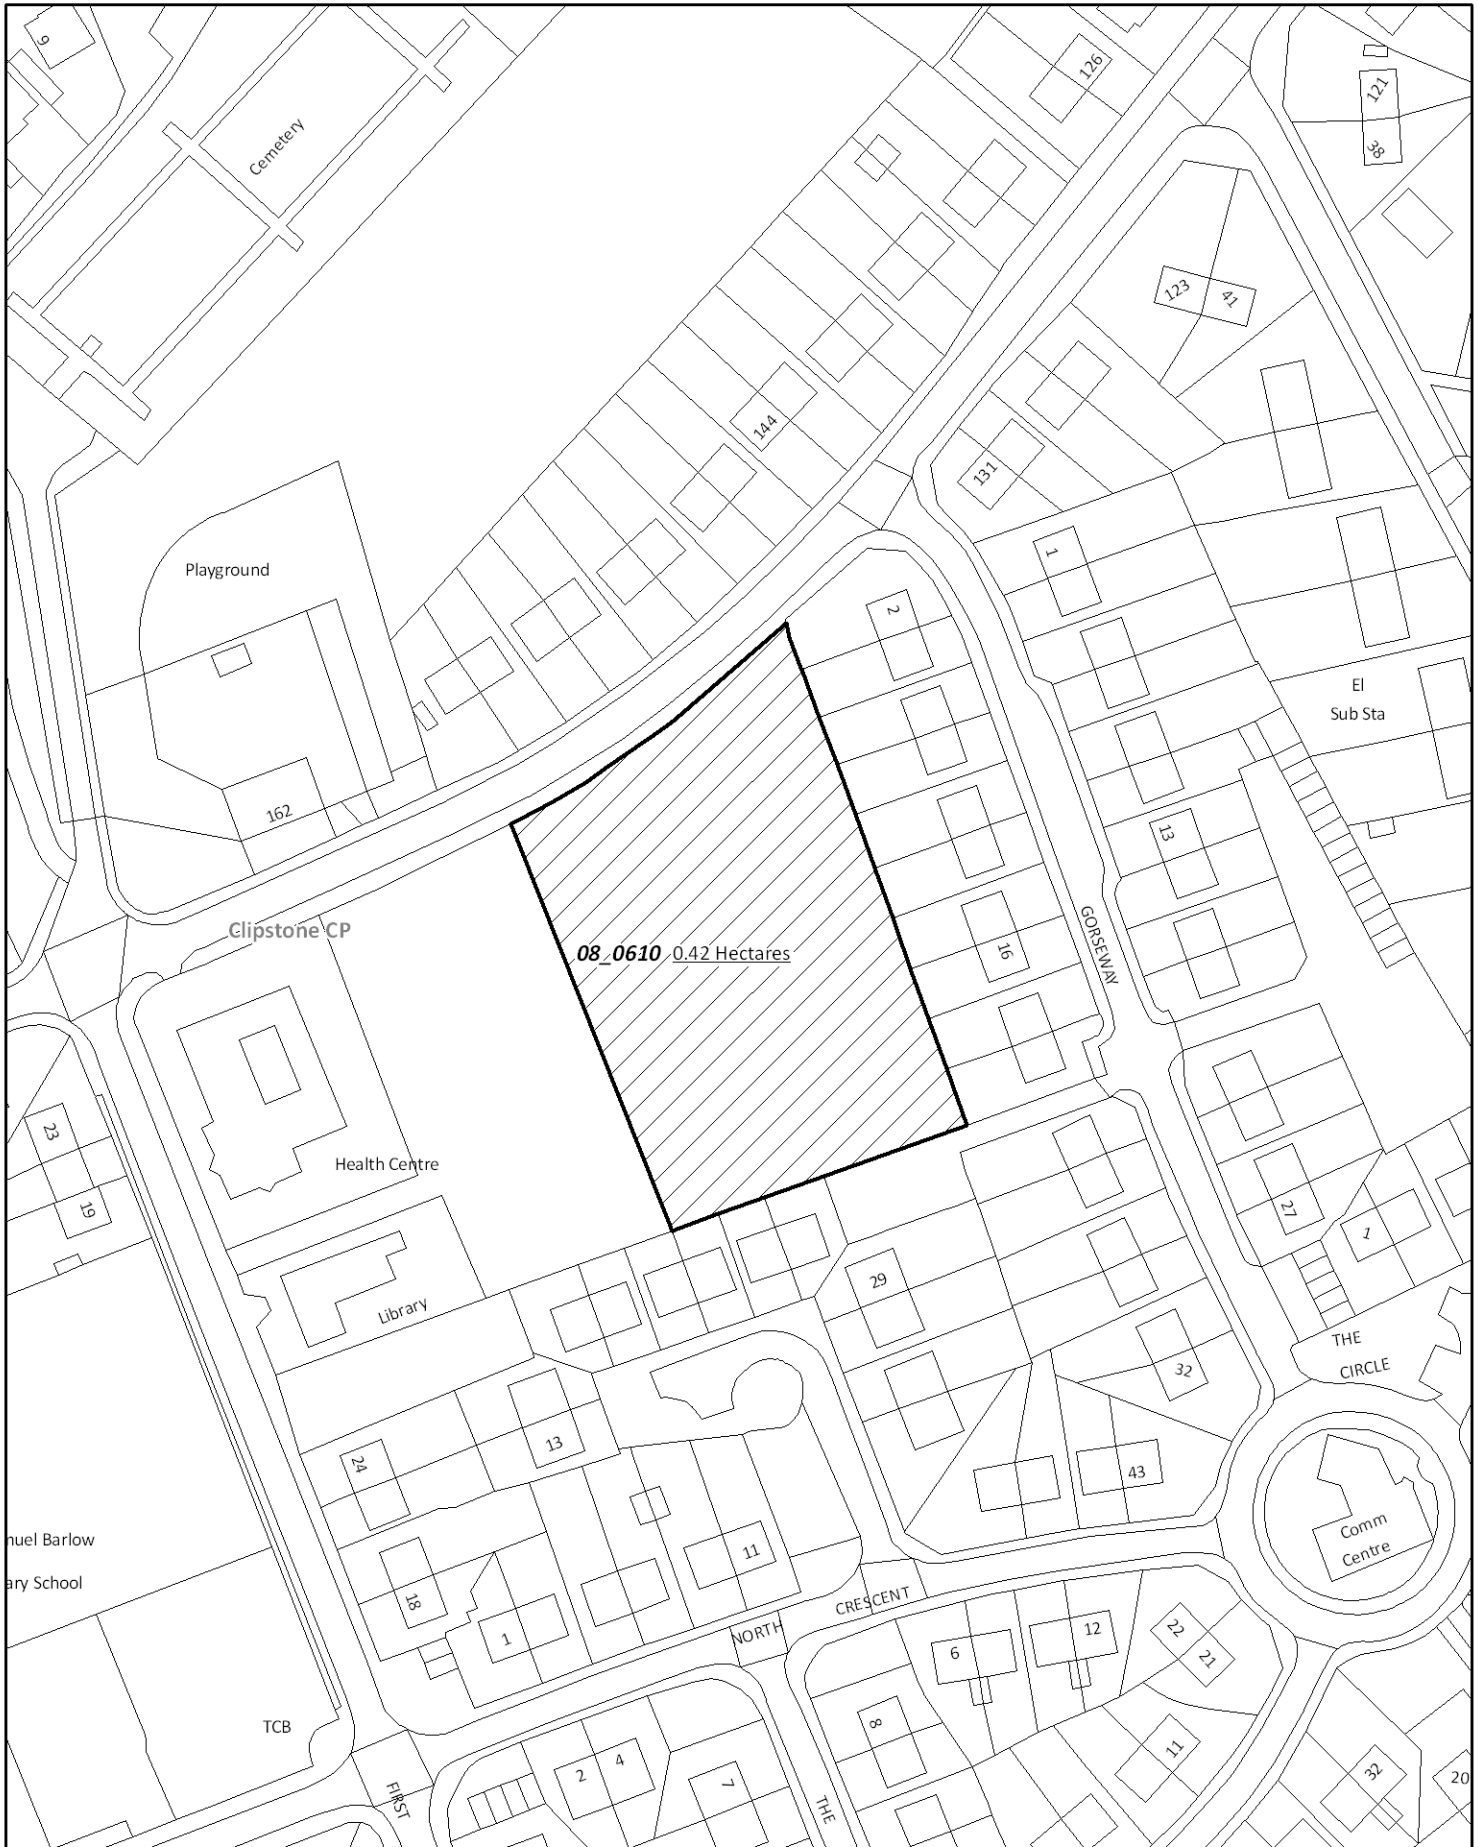 9
Cemetery
126
121
38
123
41
144
131
Playground
1
2
El
Sub Sta
162
13
Clipstone CP
08_0610 0.42 Hectares
16
GORSEWAY
23
19
Health Centre
27
1
29
Library
THE
CIRCLE
32
24
13
43
Comm
Centre
nuel Barlow
ary School
11
18
1
NORTH
CRESCENT
6
12
22
21
8
TCB
2
4
7
11
32
20
FIRST
THE